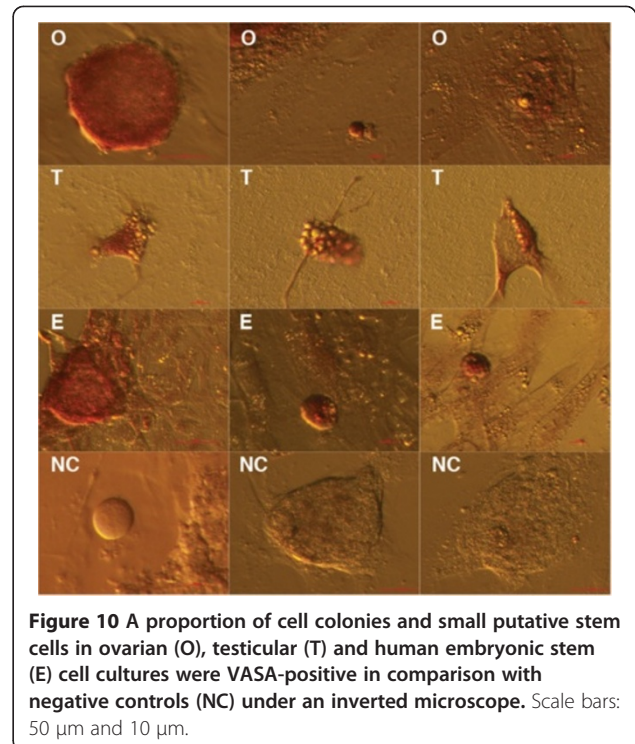 O O O
T T T
E E E
NC NC NC
Figure 10 A proportion of cell colonies and small putative stem
cells in ovarian (O), testicular (T) and human embryonic stem
(E) cell cultures were VASA-positive in comparison with
negative controls (NC) under an inverted microscope. Scale bars:
50 μm and 10 μm.